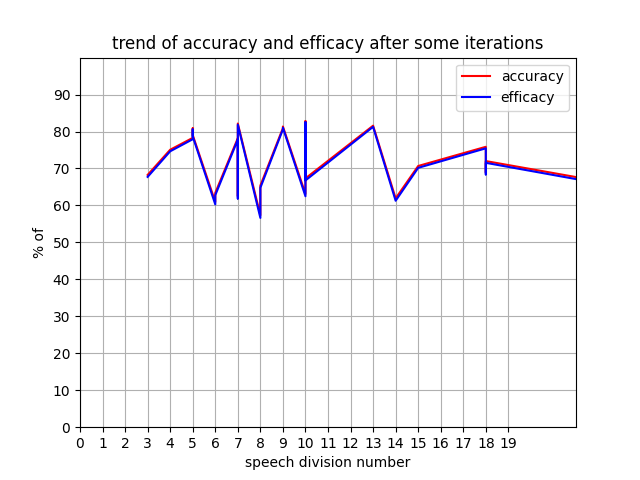 trend of accuracy and efficacy after some iterations
accuracy
efficacy
90
80
70
60
50
40
30
20
10
0
% of
0 1 2 3 4 5 6 7 8 9 10 11 12 13 14 15 16 17 18 19
speech division number